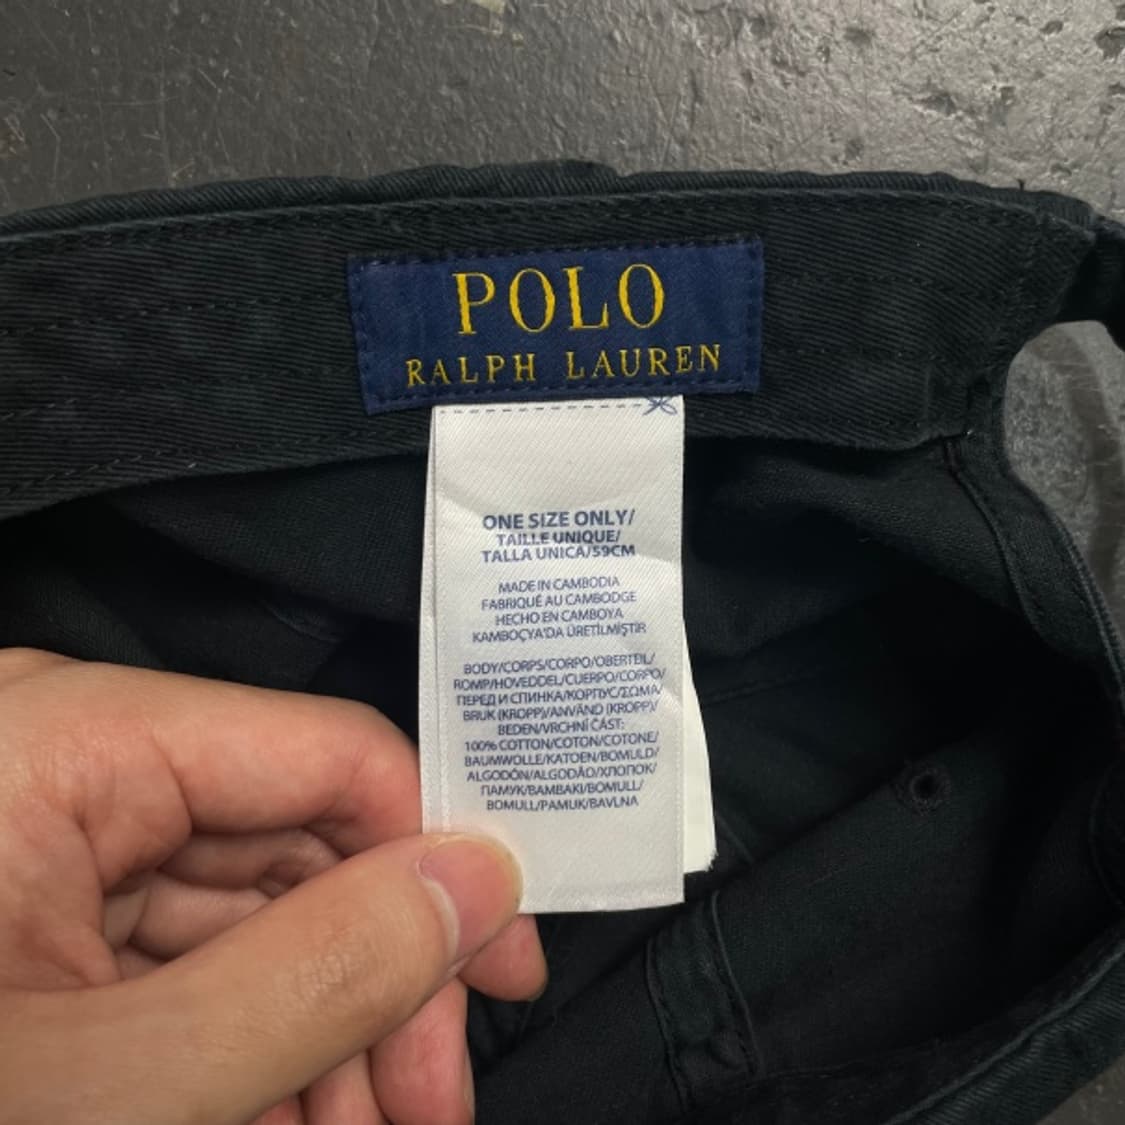 POLO
RALPH LAUREN
ONE SIZE ONLY/
TAILLE UNIQUE/
TALLA UNICA/59CM
MADE IN CAMBODIA
FABRIQUÉ AU CAMBODGE
HECHO EN CAMBOYA
KAMBOÇYA'DA ÜRETİLMİŞTİR
BODY/CORPS/CORPO/OBERTEIL/
ROMP/HOVEDDEL/CUERPO/CORPO/
ПЕРЕД И СПИНКА/КОРПУС/ΣΩΜΑ/
BRUK (KROPP)/ANVÄND (KROPP)/
BEDEN/VRCHNÍ ČÁST:
100% COTTON/COTON/COTONE/
BAUMWOLLE/KATOEN/BOMULD/
ALGODÓN/ALGODÃO/ХЛОПОК/
ПАМУК/ΒΑΜΒΑΚΙ/BOMULL/
BOMULL/PAMUK/BAVLNA